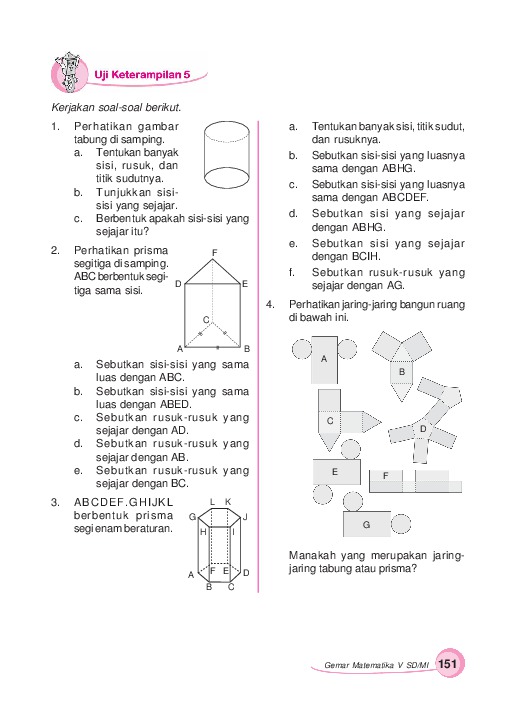 Uji Keterampilan 5
Kerjakan soal-soal berikut.
1. Perhatikan gambar
tabung di samping.
a. Tentukan banyak
sisi, rusuk, dan
titik sudutnya.
b. Tunjukkan sisi-
sisi yang sejajar.
c. Berbentuk apakah sisi-sisi yang
sejajar itu?
2. Perhatikan prisma
segitiga di samping.
ABC berbentuk segi-
tiga sama sisi.
F
D
E
C
A
B
a. Sebutkan sisi-sisi yang sama
luas dengan ABC.
b. Sebutkan sisi-sisi yang sama
luas dengan ABED.
c. Sebutkan rusuk-rusuk yang
sejajar dengan AD.
d. Sebutkan rusuk-rusuk yang
sejajar dengan AB.
e. Sebutkan rusuk-rusuk yang
sejajar dengan BC.
3. ABCDEF.GHIJKL
berbentuk prisma
segi enam beraturan.
L K
G J
H I
A F E D
B C
a. Tentukan banyak sisi, titik sudut,
dan rusuknya.
b. Sebutkan sisi-sisi yang luasnya
sama dengan ABHG.
c. Sebutkan sisi-sisi yang luasnya
sama dengan ABCDEF.
d. Sebutkan sisi yang sejajar
dengan ABHG.
e. Sebutkan sisi yang sejajar
dengan BCIH.
f. Sebutkan rusuk-rusuk yang
sejajar dengan AG.
4. Perhatikan jaring-jaring bangun ruang
di bawah ini.
A
B
C
D
E
F
G
Manakah yang merupakan jaring-
jaring tabung atau prisma?
Gemar Matematika V SD/MI 151